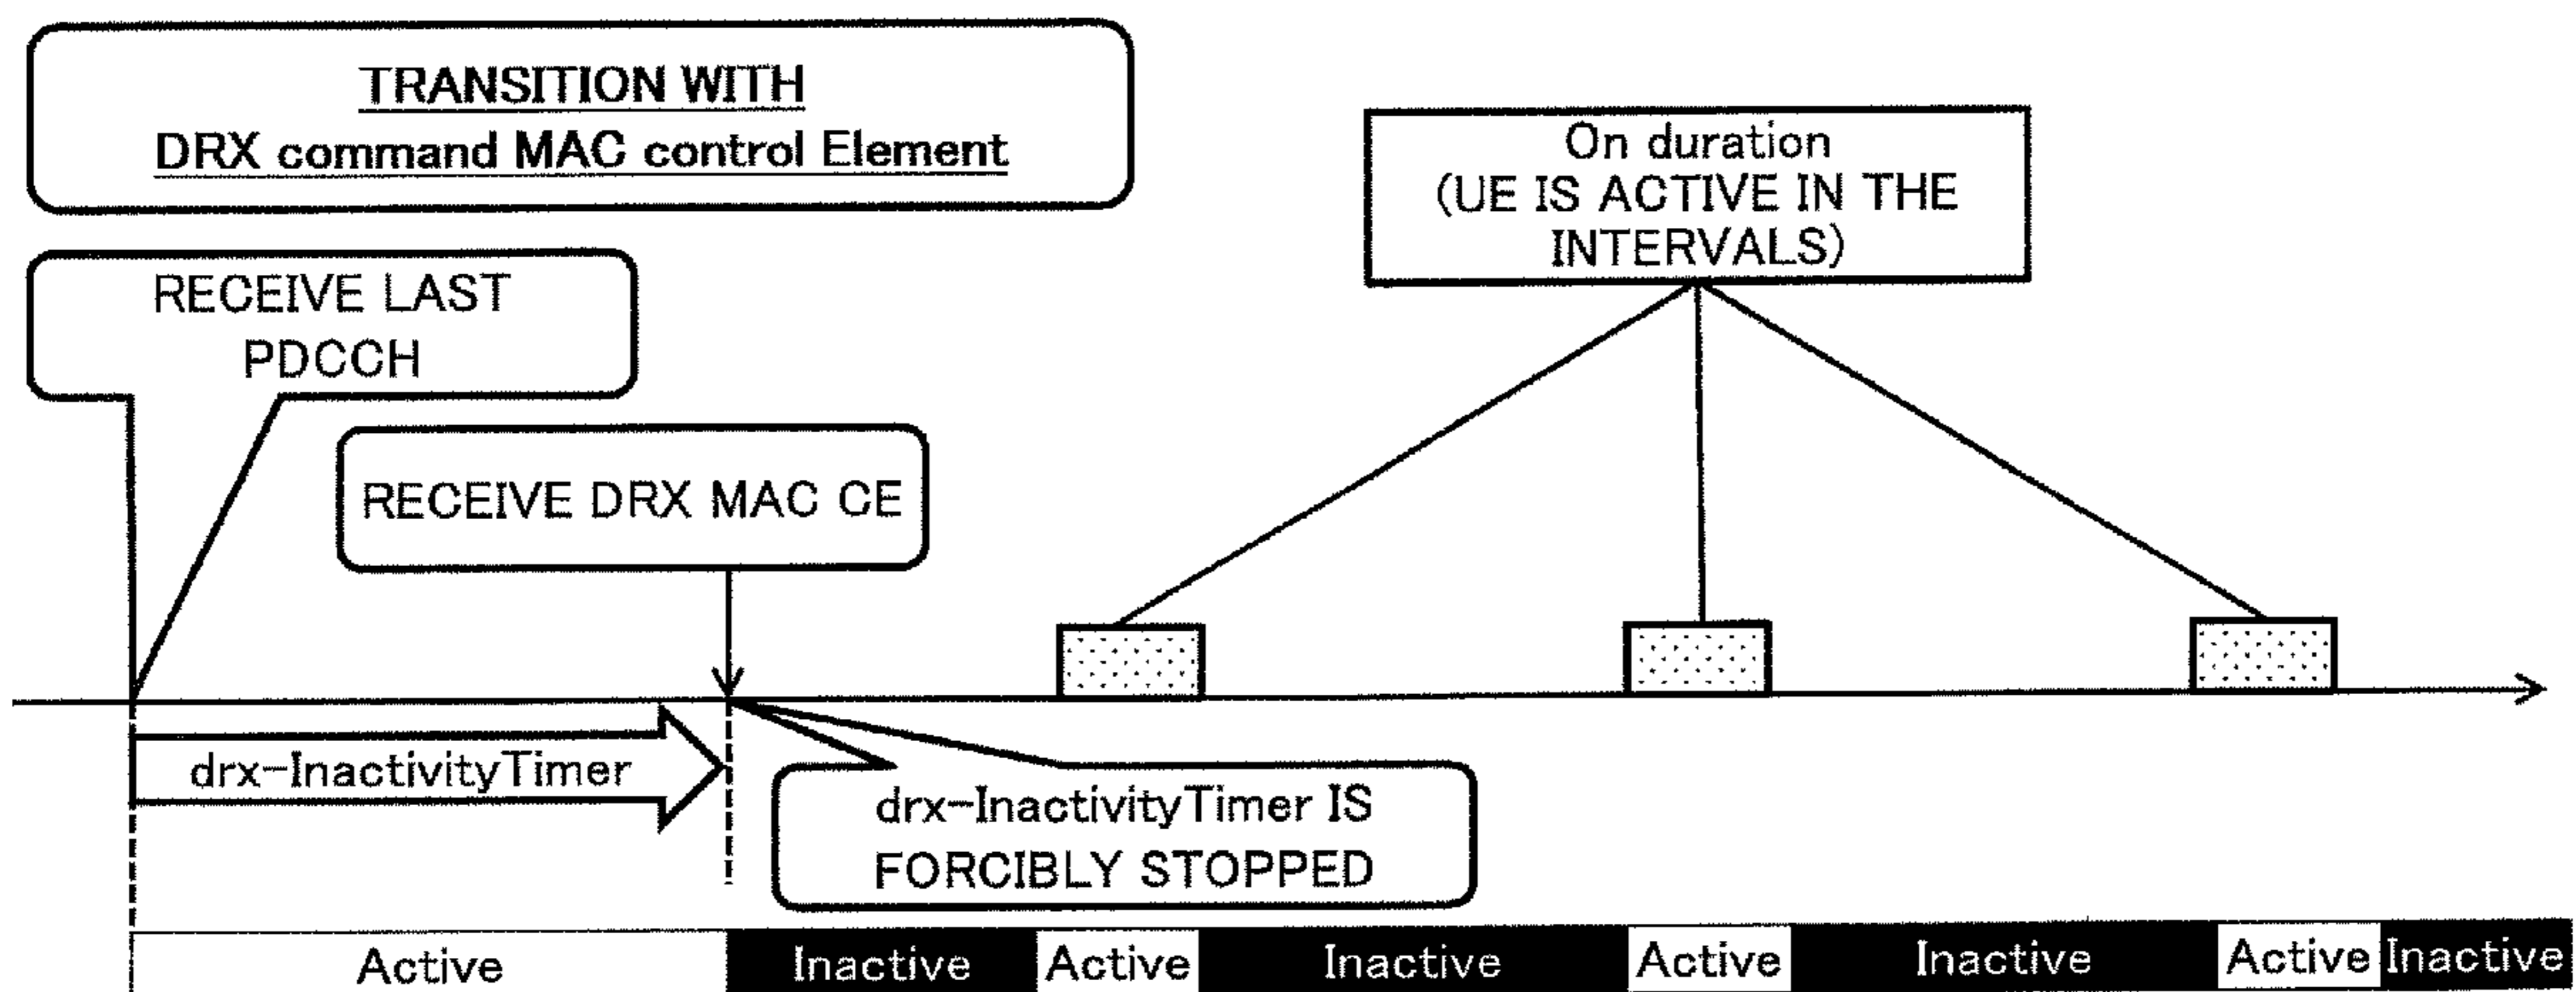 TRANSITION WITH
DRX command MAC control Element
On duration
(UE IS ACTIVE IN THE
INTERVALS)
RECEIVE LAST
PDCCH
RECEIVE DRX MAC CE
drx-InactivityTimer
drx-InactivityTimer IS
FORCIBLY STOPPED
Active Inactive Active Inactive Active Inactive Active Inactive